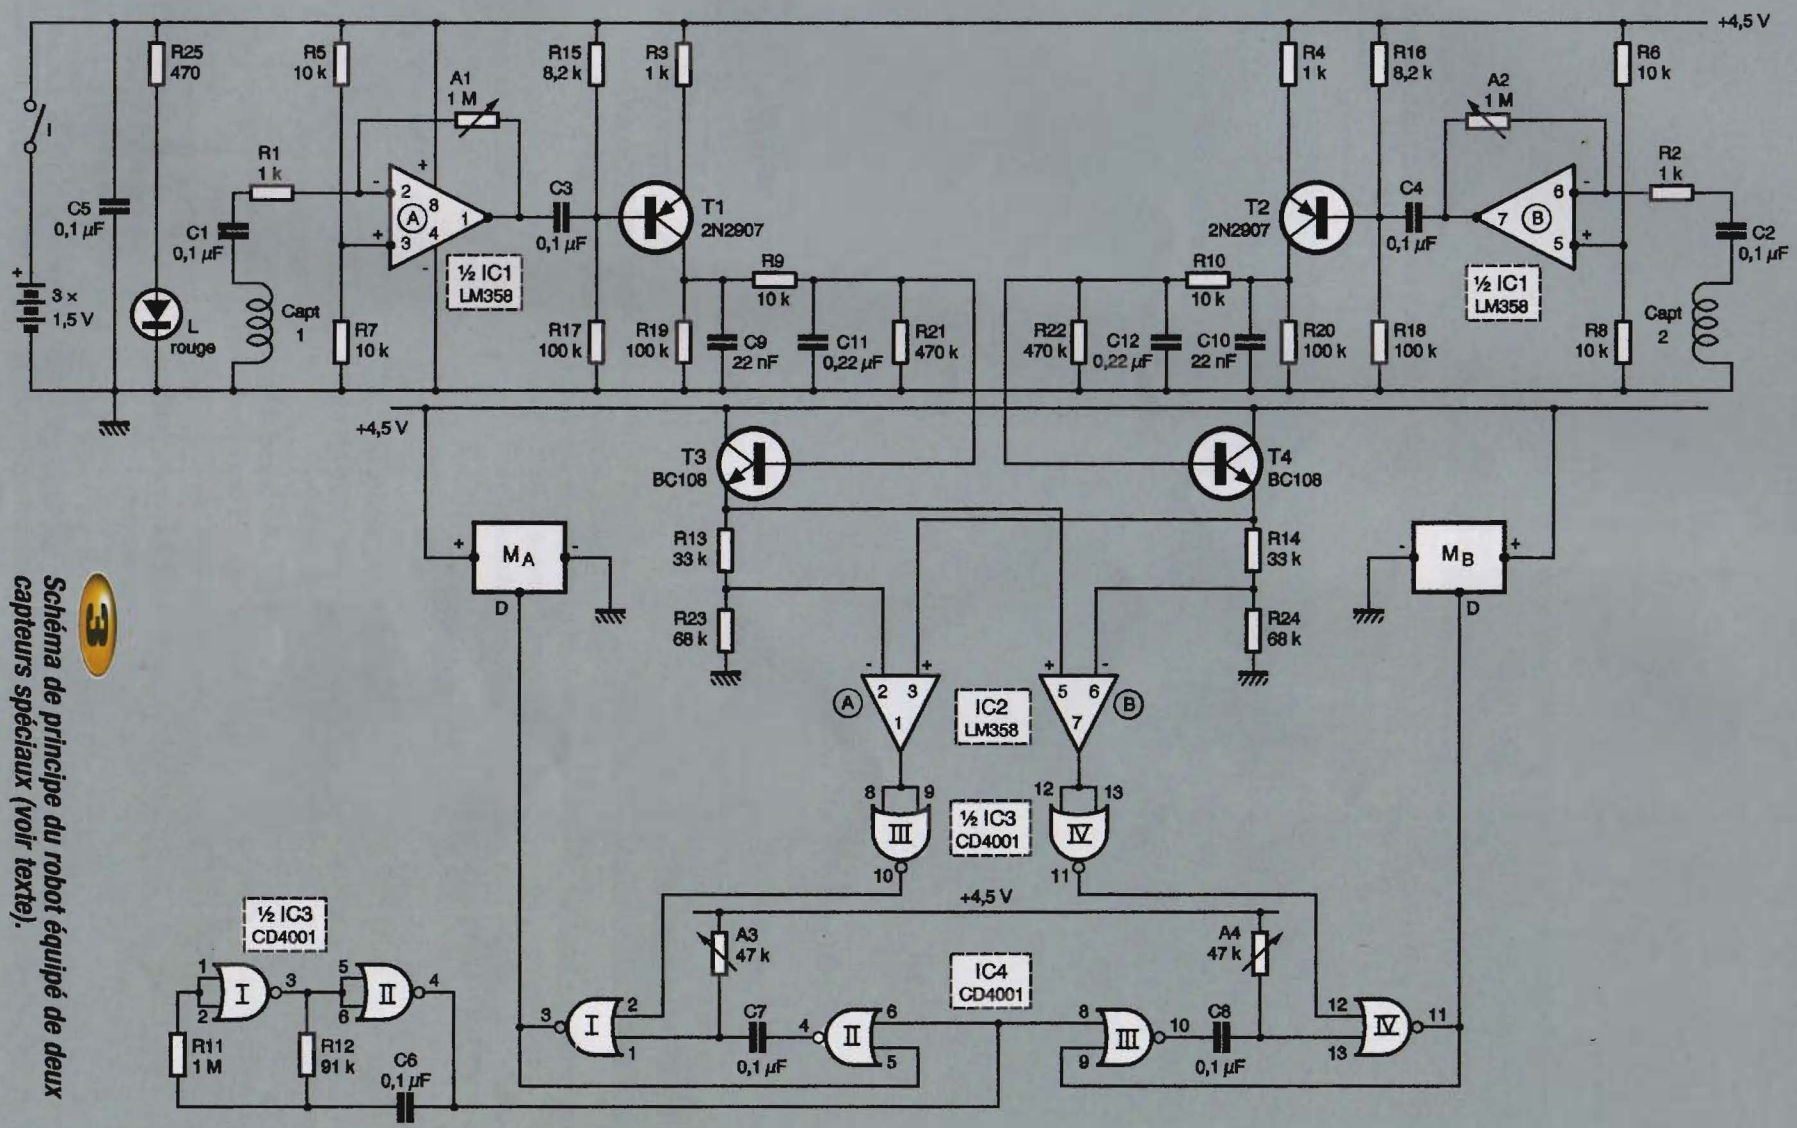 +4,5 V
R25
470
R5
10 k
A1
1 M
R15
8,2 k
R3
1 k
R4
1 k
R16
8,2 k
A2
1 M
R6
10 k
I
C5
0,1 µF
R1
1 k
C1
0,1 µF
- 2
+ 3
A
+
8
4
-
1
C3
0,1 µF
T1
2N2907
T2
2N2907
C4
0,1 µF
7
B
6 -
5 +
R2
1 k
C2
0,1 µF
+
3 ×
1,5 V
L
rouge
Capt
1
R7
10 k
½ IC1
LM358
R17
100 k
R19
100 k
C9
22 nF
R9
10 k
C11
0,22 µF
R21
470 k
R22
470 k
C12
0,22 µF
R10
10 k
C10
22 nF
R20
100 k
R18
100 k
½ IC1
LM358
R8
10 k
Capt
2
+4,5 V
T3
BC108
T4
BC108
+ MA -
D
R13
33 k
R14
33 k
- MB +
D
R23
68 k
R24
68 k
- +
2 3
1
A
IC2
LM358
+ -
5 6
7
B
8 9
III
10
½ IC3
CD4001
12 13
IV
11
+4,5 V
A3
47 k
A4
47 k
½ IC3
CD4001
IC4
CD4001
1
2
I
3
5
6
II
4
R11
1 M
R12
91 k
C6
0,1 µF
3
I
2
1
C7
0,1 µF
4
II
6
5
8
9
III
10
C8
0,1 µF
12
13
IV
11
3
Schéma de principe du robot équipé de deux
capteurs spéciaux (voir texte).